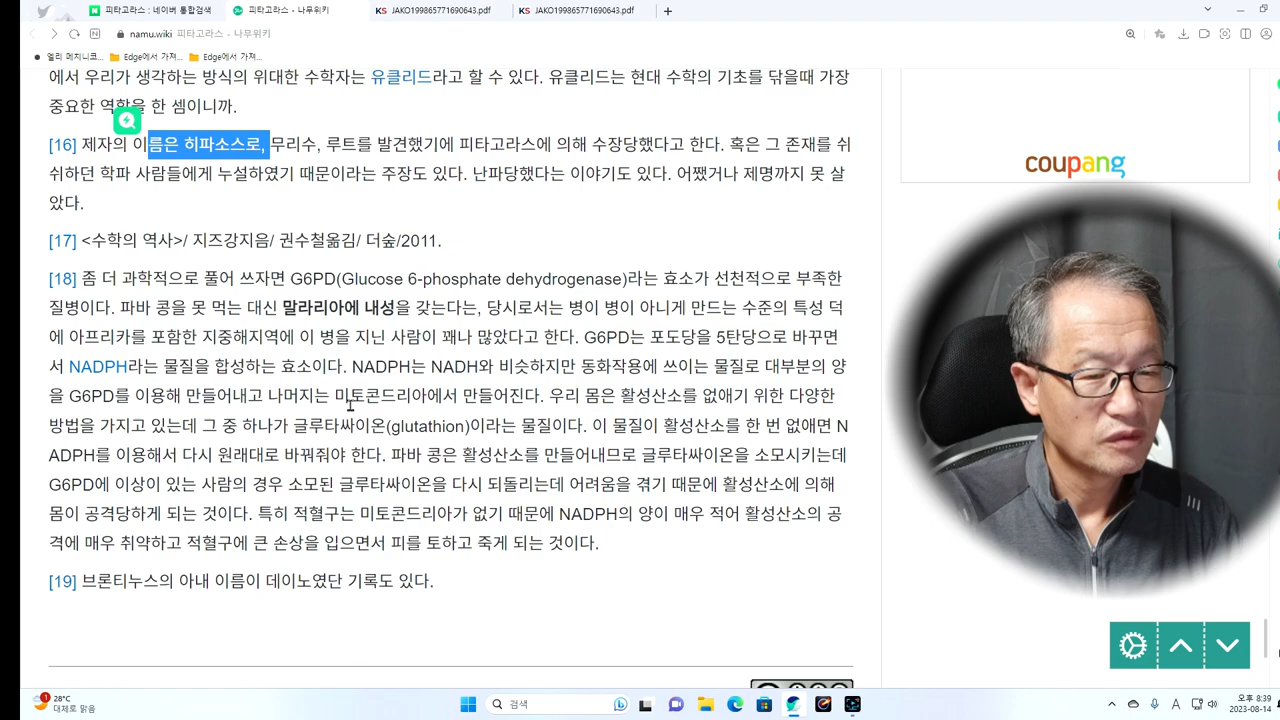 피타고라스 : 네이버 통합검색
피타고라스 - 나무위키
JAKO199865771690643.pdf
JAKO199865771690643.pdf
namu.wiki 피타고라스 - 나무위키
엘리 메치니코...
Edge에서 가져...
Edge에서 가져...
에서 우리가 생각하는 방식의 위대한 수학자는 유클리드라고 할 수 있다. 유클리드는 현대 수학의 기초를 닦을때 가장
중요한 역할을 한 셈이니까.
[16] 제자의 이름은 히파소스로, 무리수, 루트를 발견했기에 피타고라스에 의해 수장당했다고 한다. 혹은 그 존재를 쉬
쉬하던 학파 사람들에게 누설하였기 때문이라는 주장도 있다. 난파당했다는 이야기도 있다. 어쨌거나 제명까지 못 살
았다.
[17] <수학의 역사>/ 지즈강지음/ 권수철옮김/ 더숲/2011.
[18] 좀 더 과학적으로 풀어 쓰자면 G6PD(Glucose 6-phosphate dehydrogenase)라는 효소가 선천적으로 부족한
질병이다. 파바 콩을 못 먹는 대신 말라리아에 내성을 갖는다는, 당시로서는 병이 병이 아니게 만드는 수준의 특성 덕
에 아프리카를 포함한 지중해지역에 이 병을 지닌 사람이 꽤나 많았다고 한다. G6PD는 포도당을 5탄당으로 바꾸면
서 NADPH라는 물질을 합성하는 효소이다. NADPH는 NADH와 비슷하지만 동화작용에 쓰이는 물질로 대부분의 양
을 G6PD를 이용해 만들어내고 나머지는 미토콘드리아에서 만들어진다. 우리 몸은 활성산소를 없애기 위한 다양한
방법을 가지고 있는데 그 중 하나가 글루타싸이온(glutathion)이라는 물질이다. 이 물질이 활성산소를 한 번 없애면 N
ADPH를 이용해서 다시 원래대로 바꿔줘야 한다. 파바 콩은 활성산소를 만들어내므로 글루타싸이온을 소모시키는데
G6PD에 이상이 있는 사람의 경우 소모된 글루타싸이온을 다시 되돌리는데 어려움을 겪기 때문에 활성산소에 의해
몸이 공격당하게 되는 것이다. 특히 적혈구는 미토콘드리아가 없기 때문에 NADPH의 양이 매우 적어 활성산소의 공
격에 매우 취약하고 적혈구에 큰 손상을 입으면서 피를 토하고 죽게 되는 것이다.
[19] 브론티누스의 아내 이름이 데이노였단 기록도 있다.
coupang
28°C
대체로 맑음
검색
오전 8:39
2023-08-14